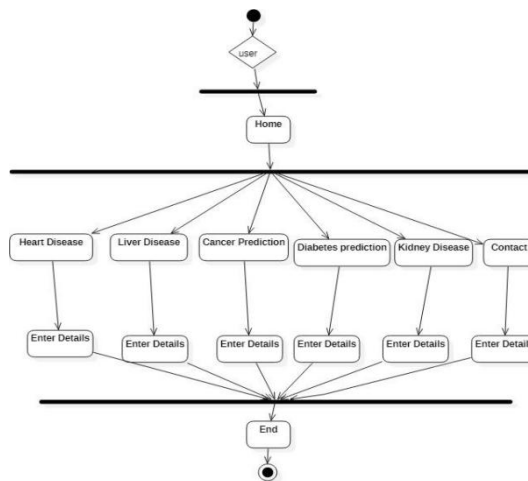 user
Home
Heart Disease
Liver Disease
Cancer Prediction
Diabetes prediction
Kidney Disease
Contact
Enter Details
Enter Details
Enter Details
Enter Details
Enter Details
Enter Detail
End